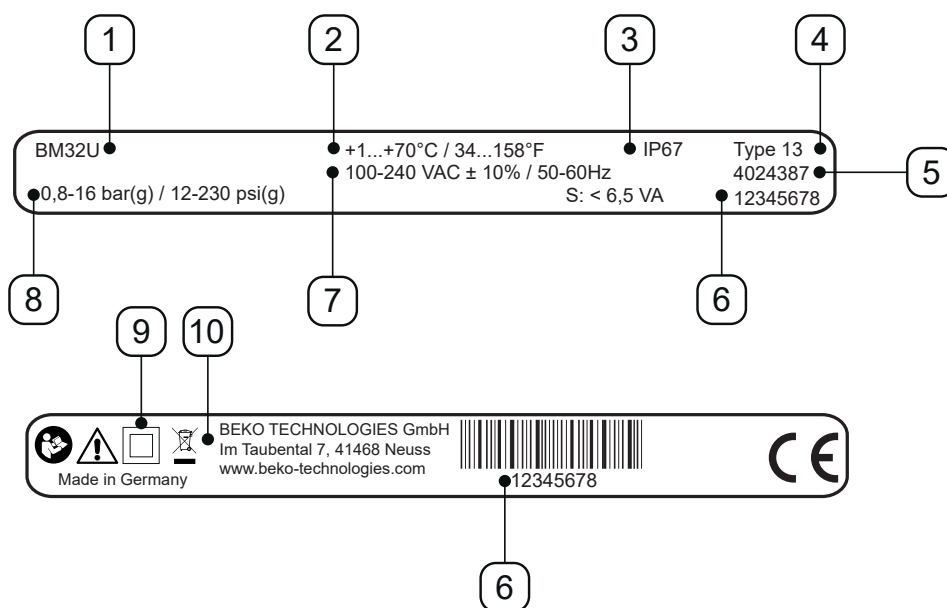 1 2 3 4
BM32U +1...+70°C / 34...158°F IP67 Type 13
100-240 VAC ± 10% / 50-60Hz 4024387 5
0,8-16 bar(g) / 12-230 psi(g) S: < 6,5 VA 12345678
8 7 6
9 10
BEKO TECHNOLOGIES GmbH
Im Taubental 7, 41468 Neuss
www.beko-technologies.com
Made in Germany
12345678
CE
6